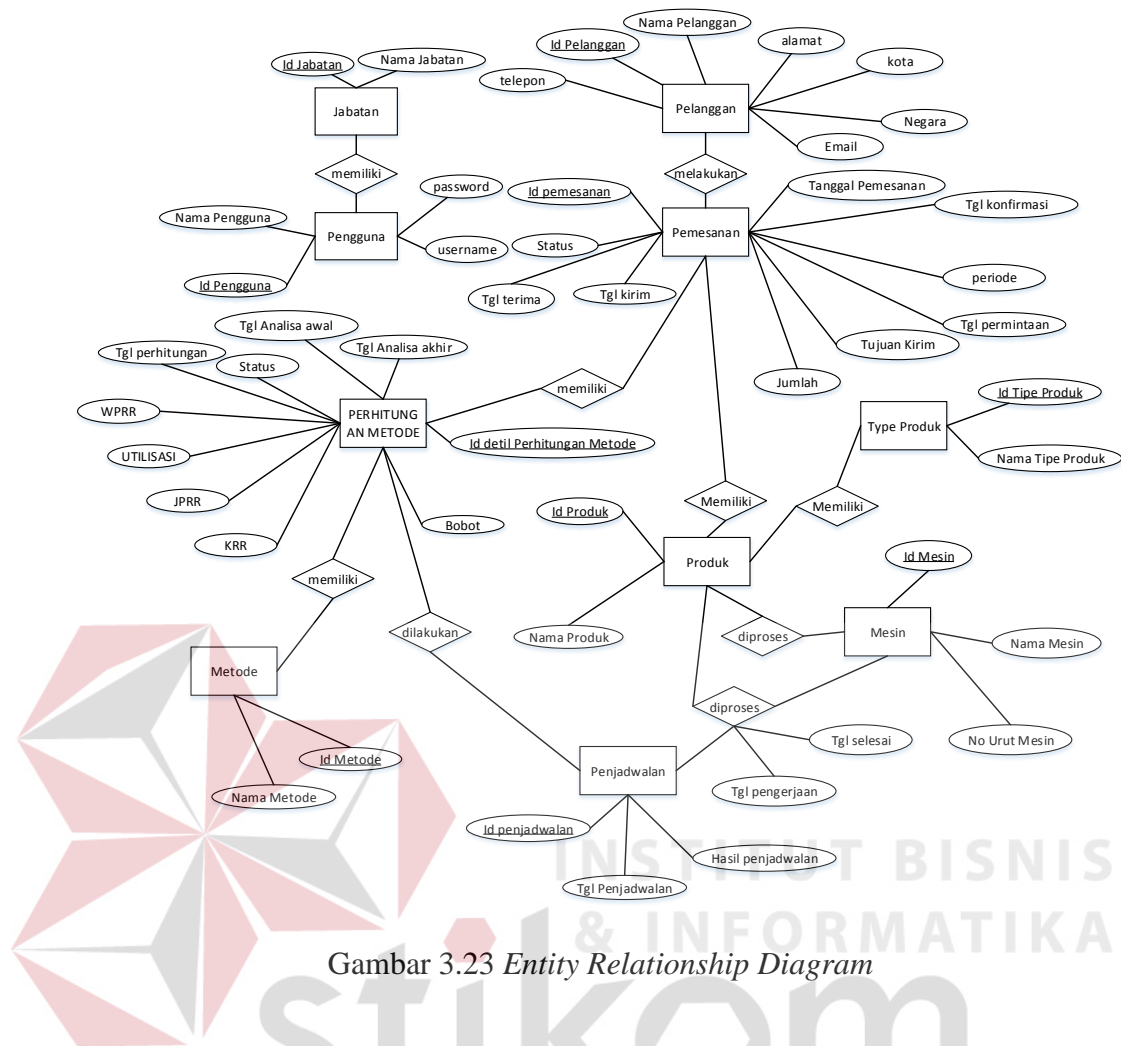 Nama Pelanggan
Id Pelanggan
alamat
Id Jabatan
Nama Jabatan
kota
telepon
Jabatan
Pelanggan
Negara
Email
memiliki
melakukan
password
Id pemesanan
Tanggal Pemesanan
Tgl konfirmasi
Nama Pengguna
Pengguna
Pemesanan
Status
username
Id Pengguna
Tgl terima
Tgl kirim
periode
Tgl Analisa awal
Tgl permintaan
Tgl Analisa akhir
Tujuan Kirim
Tgl perhitungan
Status
Jumlah
memiliki
Id Tipe Produk
WPRR
PERHITUNG
AN METODE
Type Produk
Id detil Perhitungan Metode
UTILISASI
Nama Tipe Produk
JPRR
Memiliki
Memiliki
Id Produk
Bobot
KRR
Id Mesin
Produk
memiliki
dilakukan
Nama Produk
diproses
Mesin
Nama Mesin
Metode
diproses
Tgl selesai
No Urut Mesin
Id Metode
Penjadwalan
Tgl pengerjaan
Nama Metode
Id penjadwalan
Hasil penjadwalan
Tgl Penjadwalan
INSTITUT BISNIS
& INFORMATIKA
Gambar 3.23 Entity Relationship Diagram
stikom